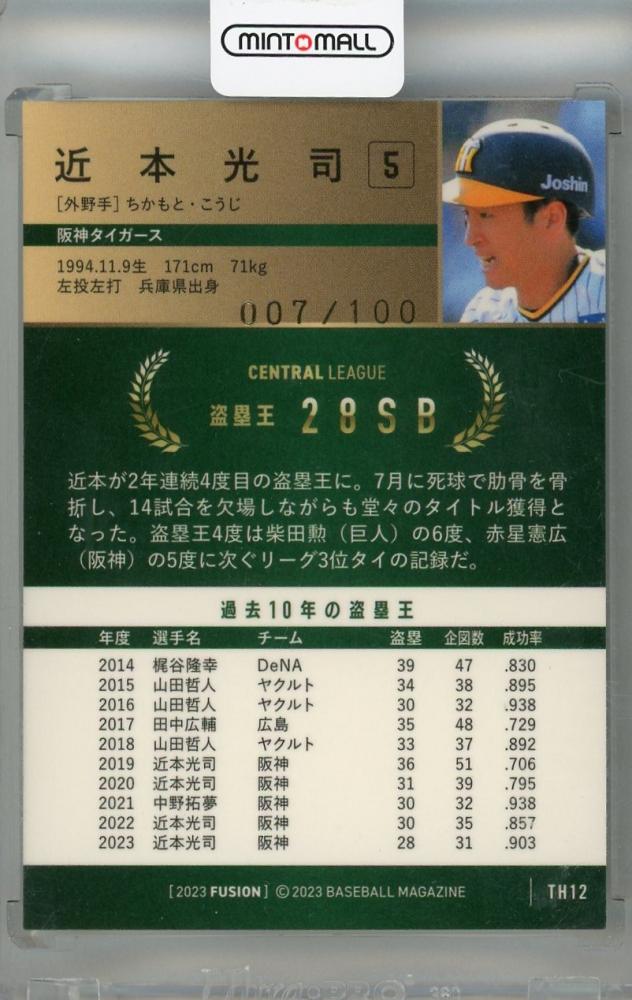 MINT MALL
近本光司 5
[外野手] ちかもと・こうじ
Joshin
阪神タイガース
1994.11.9生 171cm 71kg
左投左打 兵庫県出身
007/100
CENTRAL LEAGUE
盗塁王 28SB
近本が2年連続4度目の盗塁王に。7月に死球で肋骨を骨
折し、14試合を欠場しながらも堂々のタイトル獲得と
なった。盗塁王4度は柴田勲（巨人）の6度、赤星憲広
（阪神）の5度に次ぐリーグ3位タイの記録だ。
過去10年の盗塁王
年度 選手名 チーム 盗塁 企図数 成功率
2014 梶谷隆幸 DeNA 39 47 .830
2015 山田哲人 ヤクルト 34 38 .895
2016 山田哲人 ヤクルト 30 32 .938
2017 田中広輔 広島 35 48 .729
2018 山田哲人 ヤクルト 33 37 .892
2019 近本光司 阪神 36 51 .706
2020 近本光司 阪神 31 39 .795
2021 中野拓夢 阪神 30 32 .938
2022 近本光司 阪神 30 35 .857
2023 近本光司 阪神 28 31 .903
[2023 FUSION] ©2023 BASEBALL MAGAZINE TH12